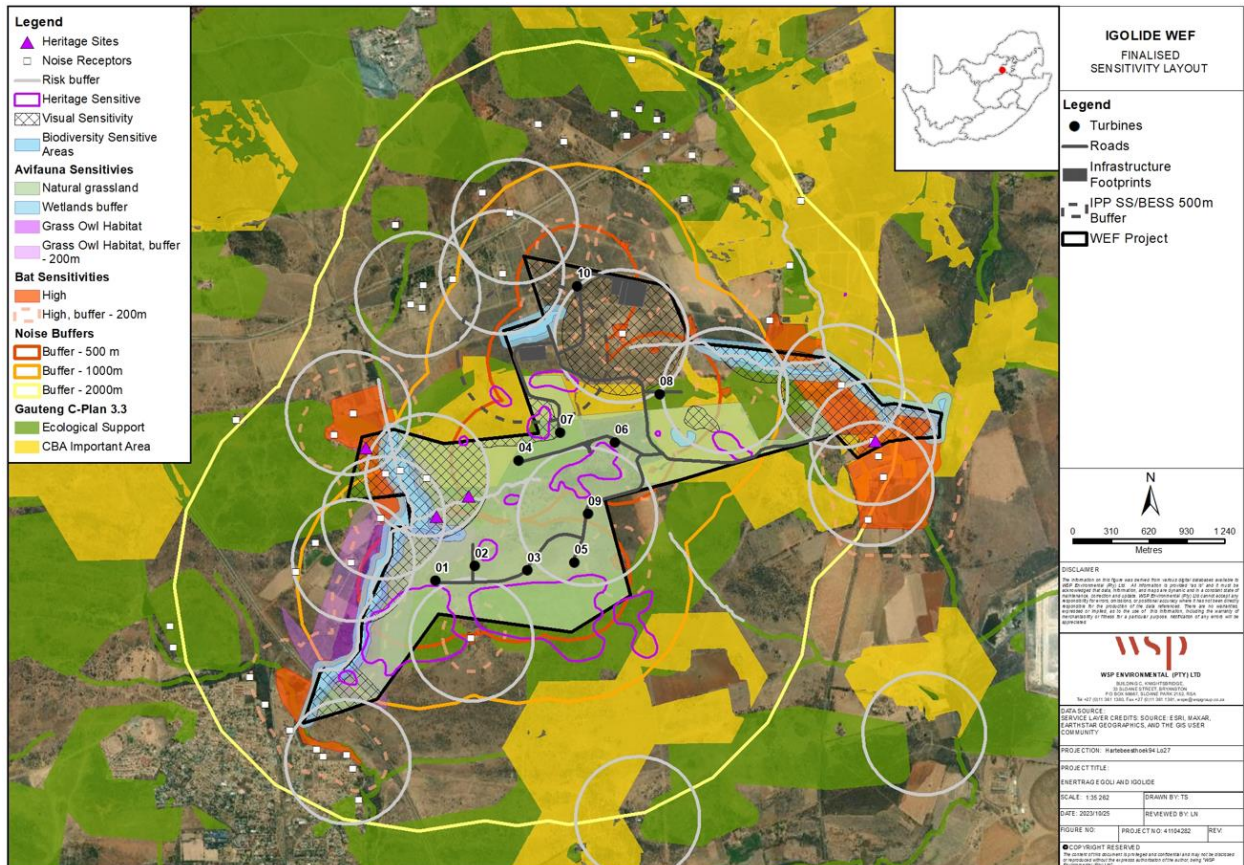 Legend
Heritage Sites
Noise Receptors
Risk buffer
Heritage Sensitive
Visual Sensitivity
Biodiversity Sensitive
Areas
Avifauna Sensitivies
Natural grassland
Wetlands buffer
Grass Owl Habitat
Grass Owl Habitat, buffer
- 200m
Bat Sensitivities
High
High, buffer - 200m
Noise Buffers
Buffer - 500 m
Buffer - 1000m
Buffer - 2000m
Gauteng C-Plan 3.3
Ecological Support
CBA Important Area
10
08
07
06
04
09
02
03
05
01
IGOLIDE WEF
FINALISED
SENSITIVITY LAYOUT
Legend
Turbines
Roads
Infrastructure
Footprints
IPP SS/BESS 500m
Buffer
WEF Project
N
0 310 620 930 1 240
Metres
DISCLAIMER
wsp
WSP ENVIRONMENTAL (PTY) LTD
DATA SOURCE:
SERVICE LAYER CREDITS: SOURCE: ESRI, MAXAR,
EARTHSTAR GEOGRAPHICS, AND THE GIS USER
COMMUNITY
PROJECTION: Hartebeesthoek94 Lo27
PROJECT TITLE:
ENERTRAG EGOLI AND IGOLIDE
SCALE: 1:35 262
DRAWN BY: TS
DATE: 2023/10/25
REVIEWED BY: LN
FIGURE NO:
PROJECT NO: 41104282
REV:
COPYRIGHT RESERVED